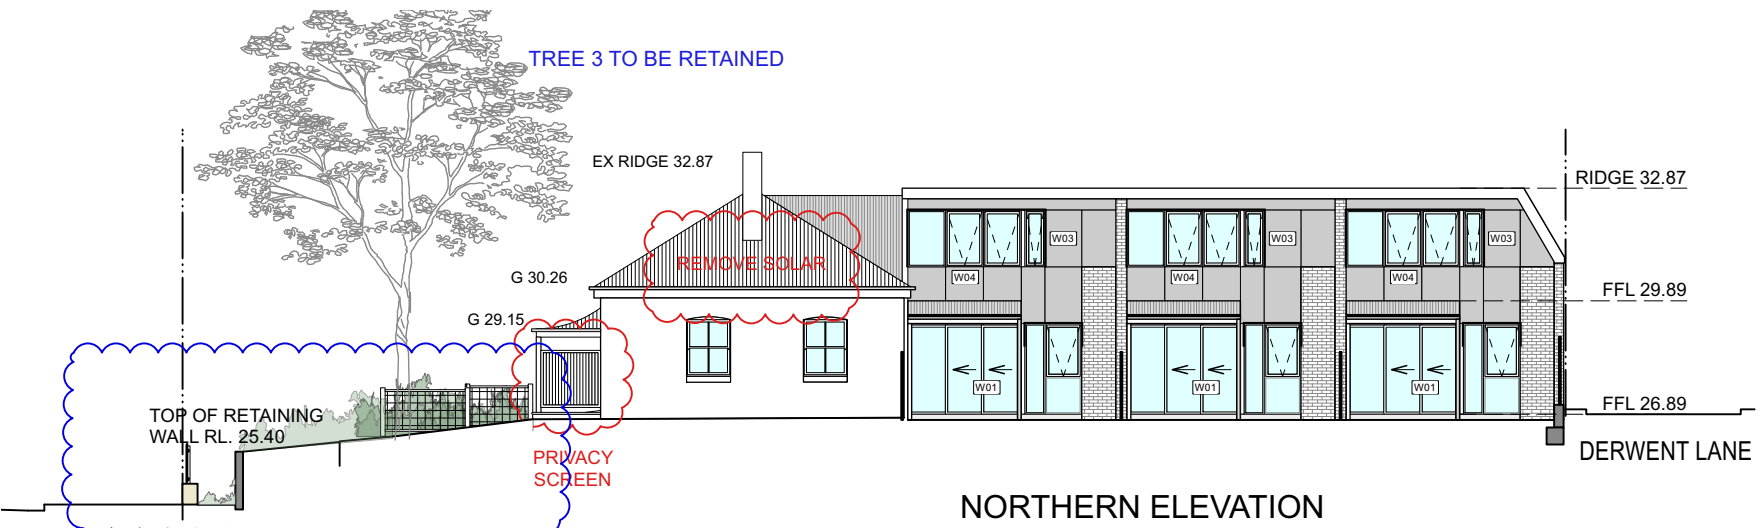 TREE 3 TO BE RETAINED
EX RIDGE 32.87
RIDGE 32.87
W03
W03
W03
REMOVE SOLAR
G 30.26
W04
W04
W04
FFL 29.89
G 29.15
W01
W01
W01
FFL 26.89
TOP OF RETAINING
WALL RL. 25.40
PRIVACY
SCREEN
DERWENT LANE
NORTHERN ELEVATION